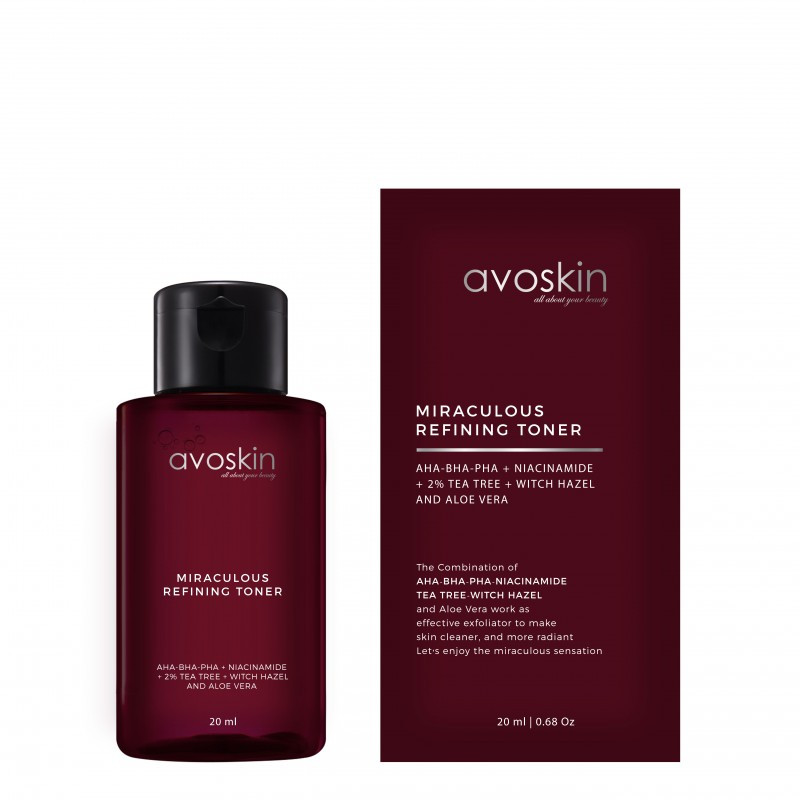 avoskin
all about your beauty
MIRACULOUS
REFINING TONER
AHA-BHA-PHA + NIACINAMIDE
+ 2% TEA TREE + WITCH HAZEL
AND ALOE VERA
20 ml
avoskin
all about your beauty
MIRACULOUS
REFINING TONER
AHA-BHA-PHA + NIACINAMIDE
+ 2% TEA TREE + WITCH HAZEL
AND ALOE VERA
The Combination of
AHA-BHA-PHA-NIACINAMIDE
TEA TREE-WITCH HAZEL
and Aloe Vera work as
effective exfoliator to make
skin cleaner, and more radiant
Let's enjoy the miraculous sensation
20 ml | 0.68 Oz